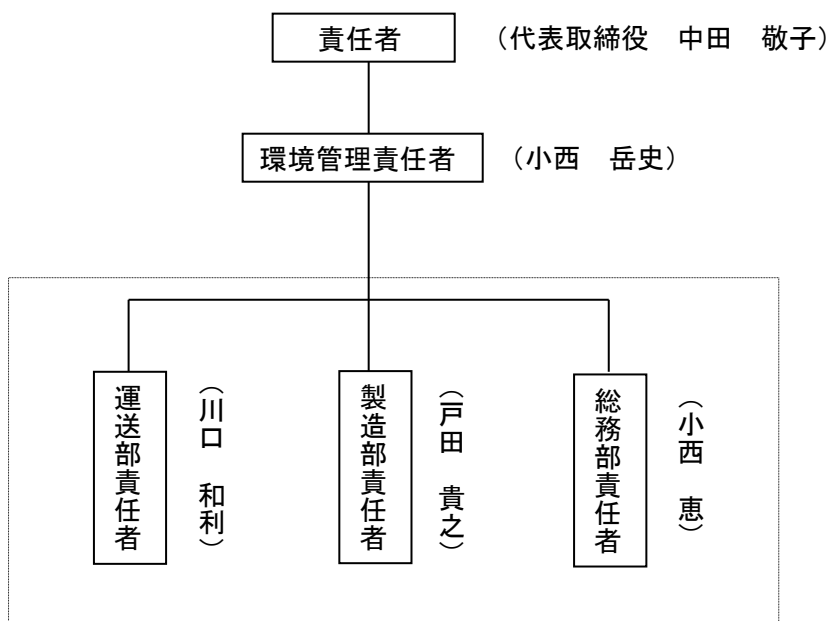 責任者 （代表取締役　中田　敬子）
環境管理責任者 （小西　岳史）
運送部責任者
（川口　和利）
製造部責任者
（戸田　貴之）
総務部責任者
（小西　恵）